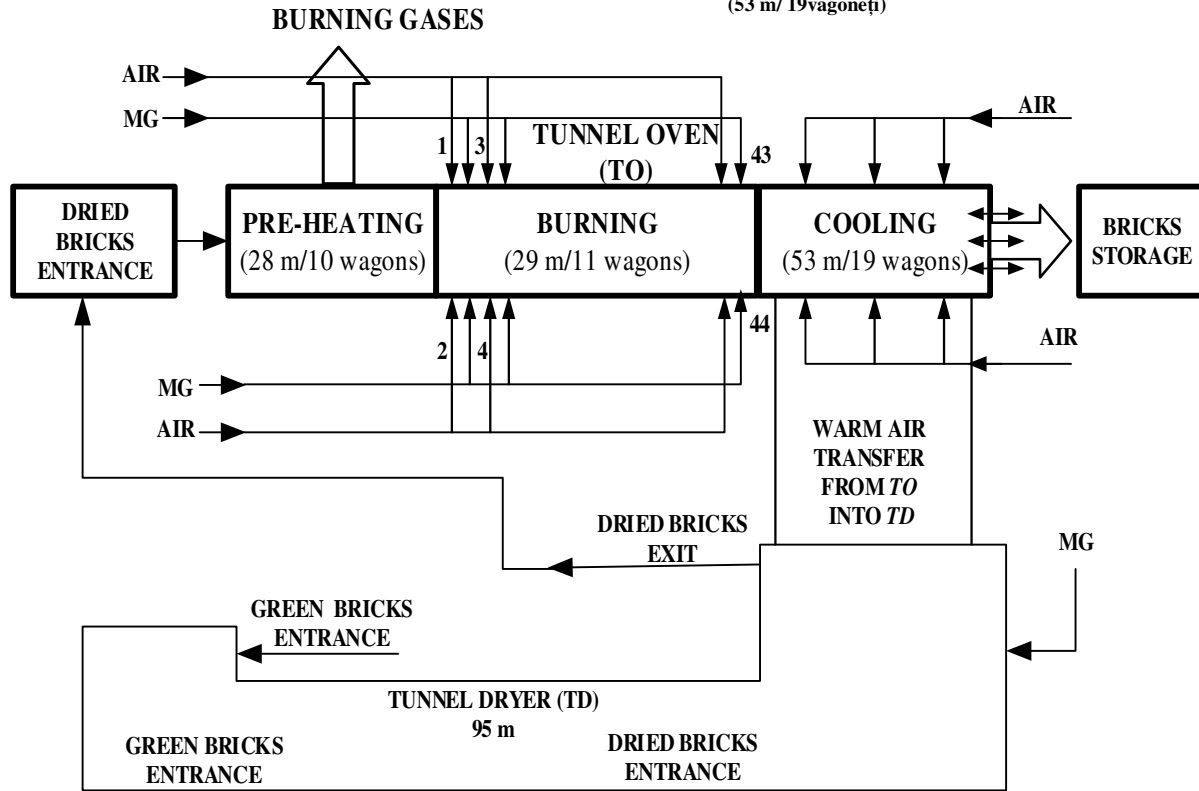 (53 m/ 19vagoneți)
BURNING GASES
AIR
MG
AIR
TUNNEL OVEN
(TO)
1
3
43
DRIED
BRICKS
ENTRANCE
PRE-HEATING
(28 m/10 wagons)
BURNING
(29 m/11 wagons)
COOLING
(53 m/19 wagons)
BRICKS
STORAGE
2
4
44
AIR
MG
AIR
WARM AIR
TRANSFER
FROM TO
INTO TD
DRIED BRICKS
EXIT
MG
GREEN BRICKS
ENTRANCE
TUNNEL DRYER (TD)
95 m
GREEN BRICKS
ENTRANCE
DRIED BRICKS
ENTRANCE